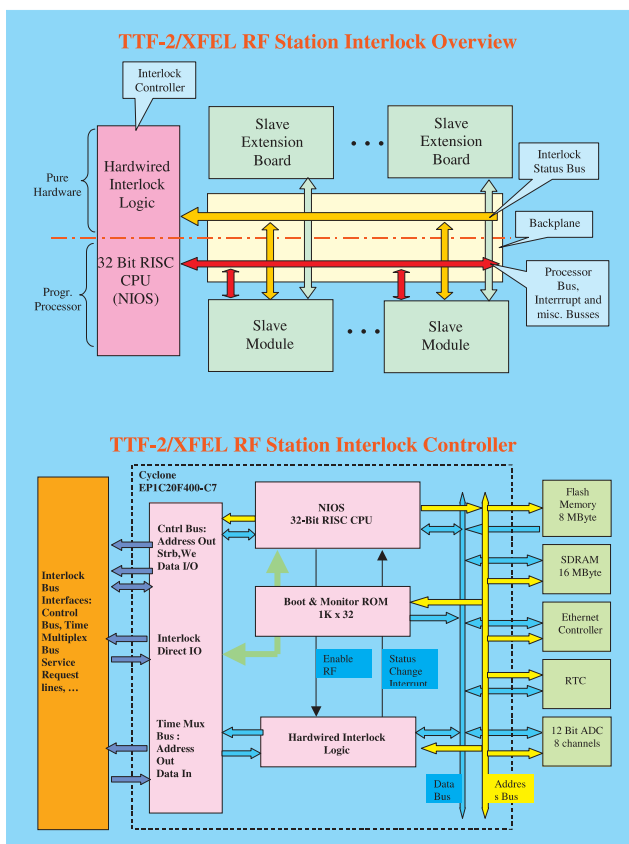 TTF-2/XFEL RF Station Interlock Overview
Interlock
Controller
Pure
Hardware
Hardwired
Interlock
Logic
Slave
Extension
Board
• • •
Slave
Extension
Board
Interlock
Status Bus
Backplane
Progr.
Processor
32 Bit RISC
CPU
(NIOS)
Processor
Bus,
Interrrupt and
misc. Busses
Slave
Module
• • •
Slave
Module
TTF-2/XFEL RF Station Interlock Controller
Cyclone
EP1C20F400-C7
Interlock
Bus
Interfaces:
Control
Bus, Time
Multiplex
Bus
Service
Request
lines, …
Cntrl Bus:
Address Out
Strb,We
Data I/O
Interlock
Direct IO
Time Mux
Bus :
Address
Out
Data In
NIOS
32-Bit RISC CPU
Boot & Monitor ROM
1K x 32
Enable
RF
Status
Change
Interrupt
Hardwired Interlock
Logic
Data
Bus
Addres
s Bus
Flash
Memory
8 MByte
SDRAM
16 MByte
Ethernet
Controller
RTC
12 Bit ADC
8 channels